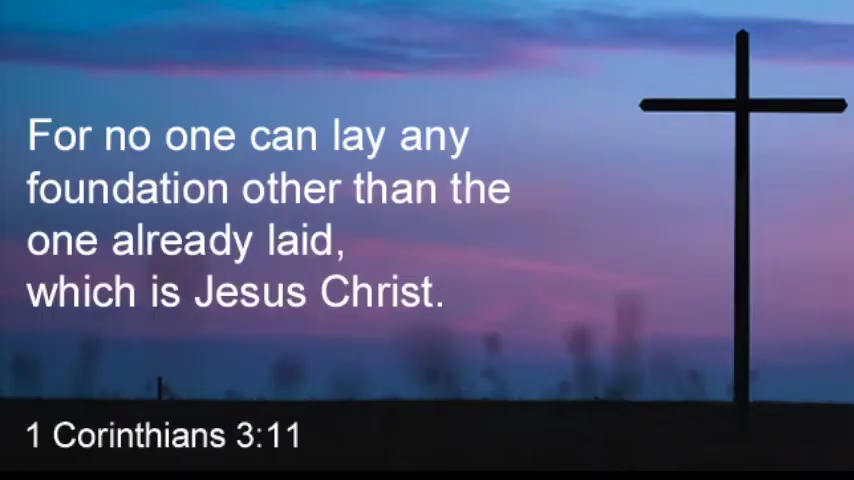 For no one can lay any
foundation other than the
one already laid,
which is Jesus Christ.
1 Corinthians 3:11